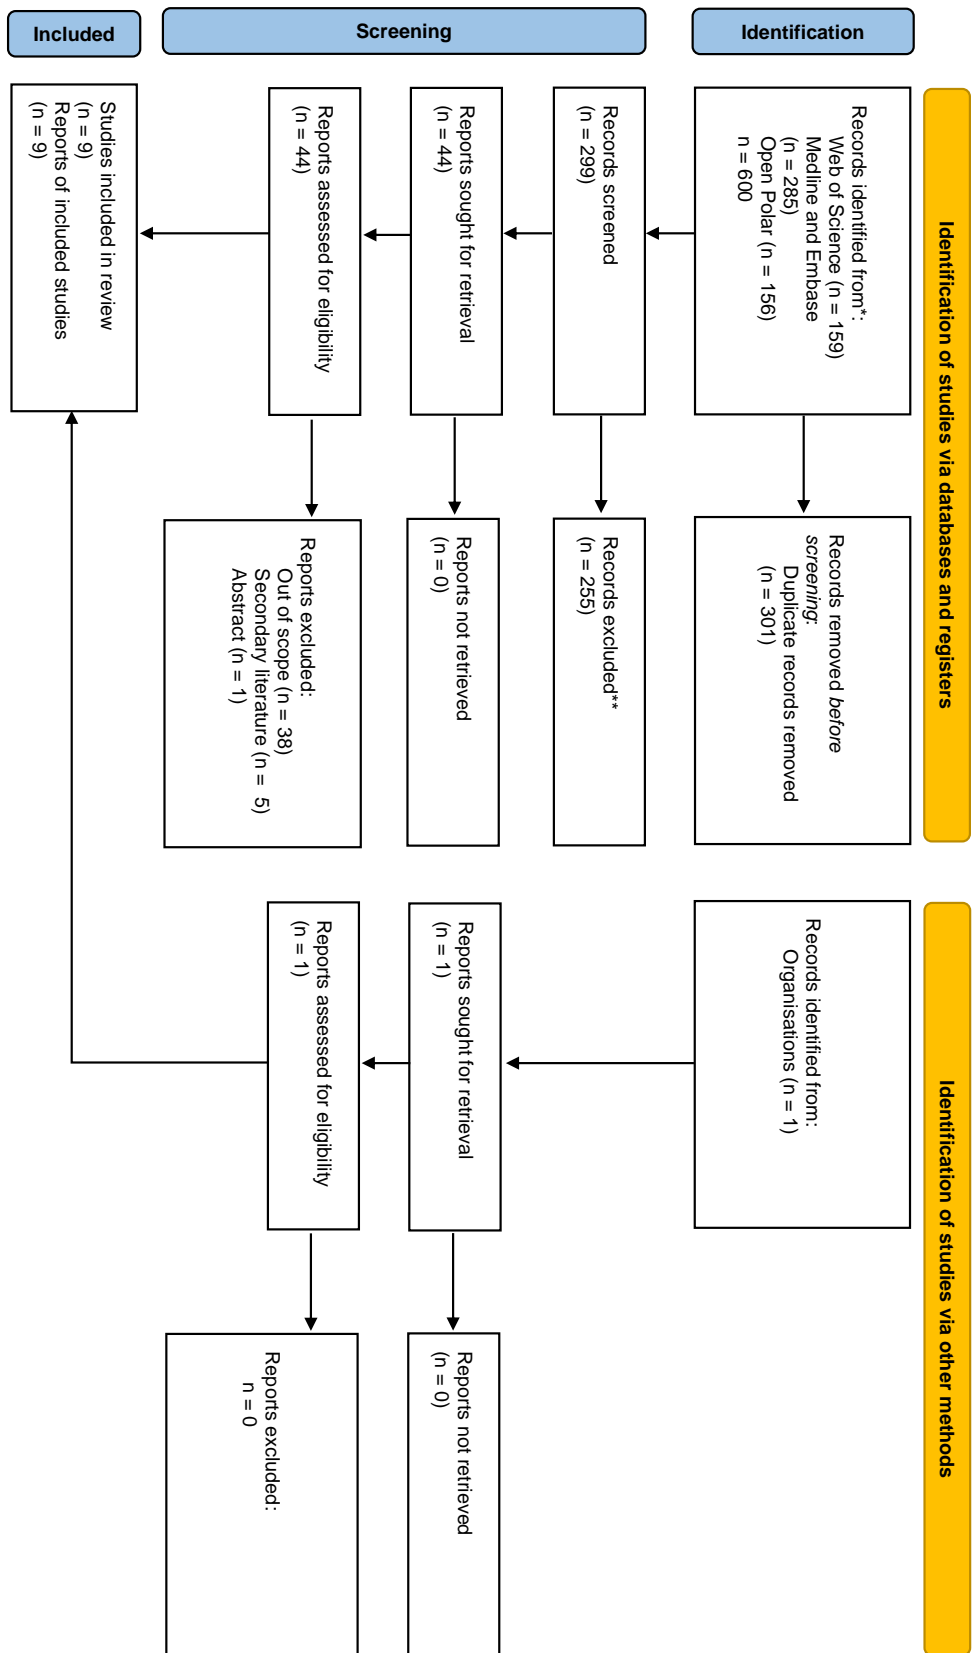 Identification of studies via databases and registers
Identification of studies via other methods
Identification
Records identified from*:
Web of Science (n = 159)
Medline and Embase
(n = 285)
Open Polar (n = 156)
n = 600
Records removed before
screening:
Duplicate records removed
(n = 301)
Records identified from:
Organisations (n = 1)
Screening
Records screened
(n = 299)
Records excluded**
(n = 255)
Reports sought for retrieval
(n = 44)
Reports not retrieved
(n = 0)
Reports sought for retrieval
(n = 1)
Reports not retrieved
(n = 0)
Reports assessed for eligibility
(n = 44)
Reports excluded:
Out of scope (n = 38)
Secondary literature (n = 5)
Abstract (n = 1)
Reports assessed for eligibility
(n = 1)
Reports excluded:
n = 0
Included
Studies included in review
(n = 9)
Reports of included studies
(n = 9)